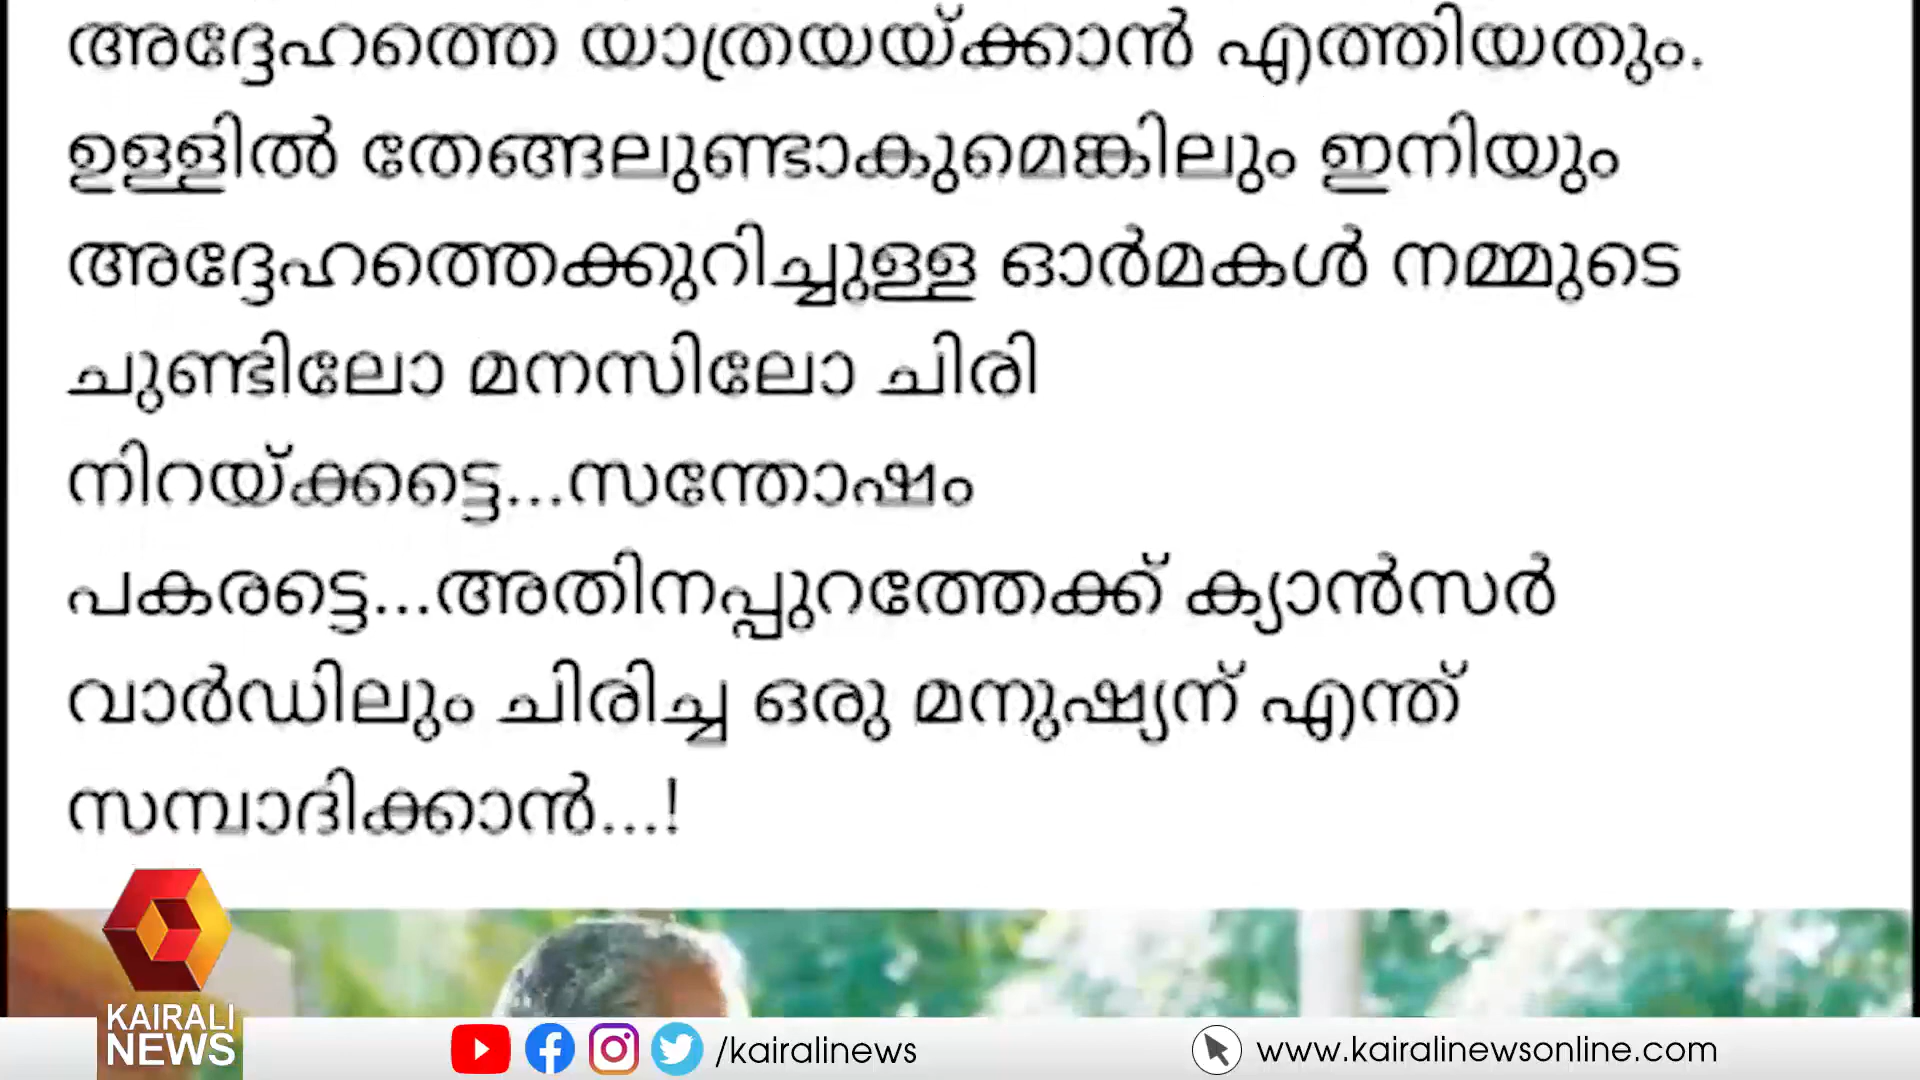 അദ്ദേഹത്തെ യാത്രയയ്ക്കാൻ എത്തിയതും.
ഉള്ളിൽ തേങ്ങലുണ്ടാകുമെങ്കിലും ഇനിയും
അദ്ദേഹത്തെക്കുറിച്ചുള്ള ഓർമകൾ നമ്മുടെ
ചുണ്ടിലോ മനസിലോ ചിരി
നിറയ്ക്കട്ടെ...സന്തോഷം
പകരട്ടെ...അതിനപ്പുറത്തേക്ക് ക്യാൻസർ
വാർഡിലും ചിരിച്ച ഒരു മനുഷ്യന് എന്ത്
സമ്പാദിക്കാൻ...!
KAIRALI
NEWS
/kairalinews
www.kairalinewsonline.com